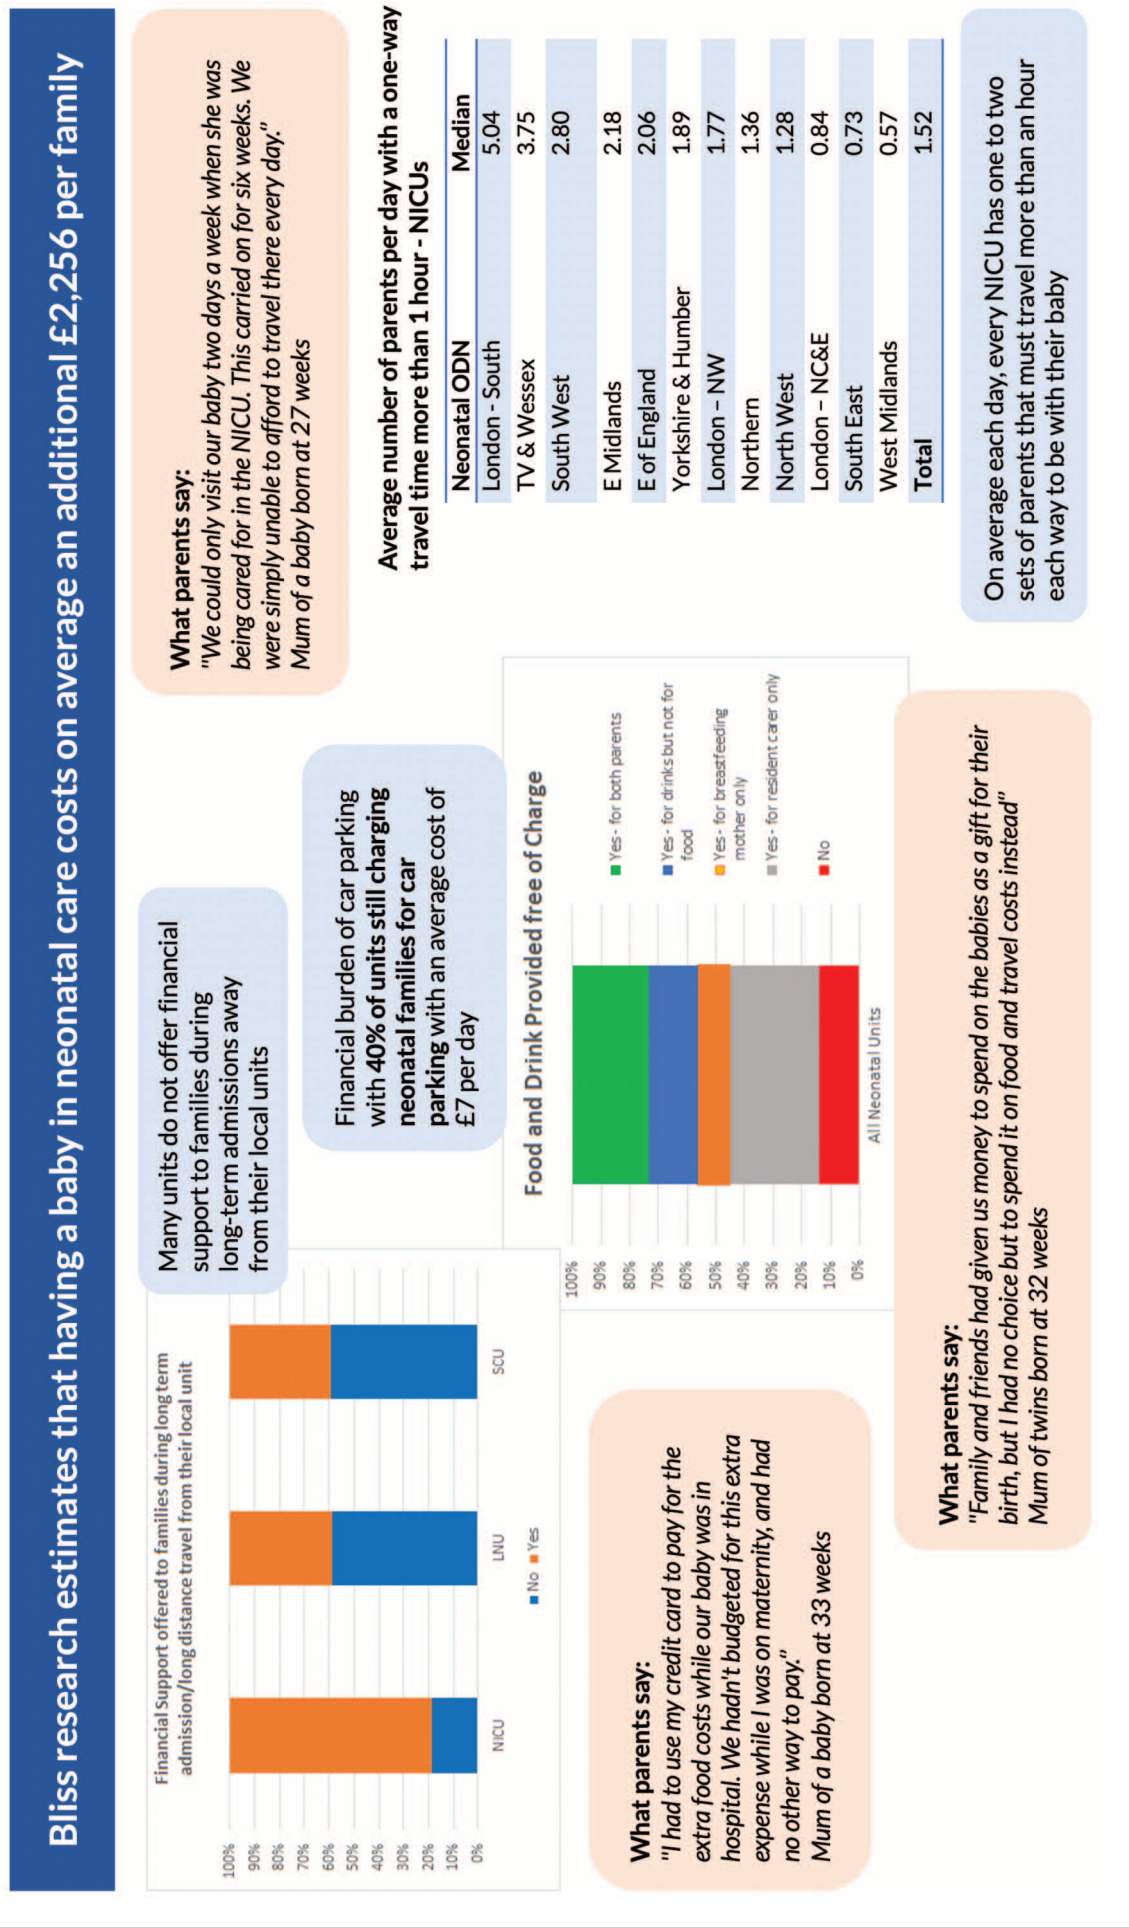 Bliss research estimates that having a baby in neonatal care costs on average an additional £2,256 per family
Financial Support offered to families during long term
admission/long distance travel from their local unit
100%
90%
80%
70%
60%
50%
40%
30%
20%
10%
0%
NICU
LNU
SCU
No
Yes
Many units do not offer financial
support to families during
long-term admissions away
from their local units
Financial burden of car parking
with 40% of units still charging
neonatal families for car
parking with an average cost of
£7 per day
What parents say:
"We could only visit our baby two days a week when she was
being cared for in the NICU. This carried on for six weeks. We
were simply unable to afford to travel there every day."
Mum of a baby born at 27 weeks
Average number of parents per day with a one-way
travel time more than 1 hour - NICUs
Neonatal ODN Median
London - South 5.04
TV & Wessex 3.75
South West 2.80
E Midlands 2.18
E of England 2.06
Yorkshire & Humber 1.89
London – NW 1.77
Northern 1.36
North West 1.28
London – NC&E 0.84
South East 0.73
West Midlands 0.57
Total 1.52
On average each day, every NICU has one to two
sets of parents that must travel more than an hour
each way to be with their baby
Food and Drink Provided free of Charge
100%
90%
80%
70%
60%
50%
40%
30%
20%
10%
0%
All Neonatal Units
Yes - for both parents
Yes - for drinks but not for
food
Yes - for breastfeeding
mother only
Yes - for resident carer only
No
What parents say:
"I had to use my credit card to pay for the
extra food costs while our baby was in
hospital. We hadn't budgeted for this extra
expense while I was on maternity, and had
no other way to pay."
Mum of a baby born at 33 weeks
What parents say:
"Family and friends had given us money to spend on the babies as a gift for their
birth, but I had no choice but to spend it on food and travel costs instead"
Mum of twins born at 32 weeks